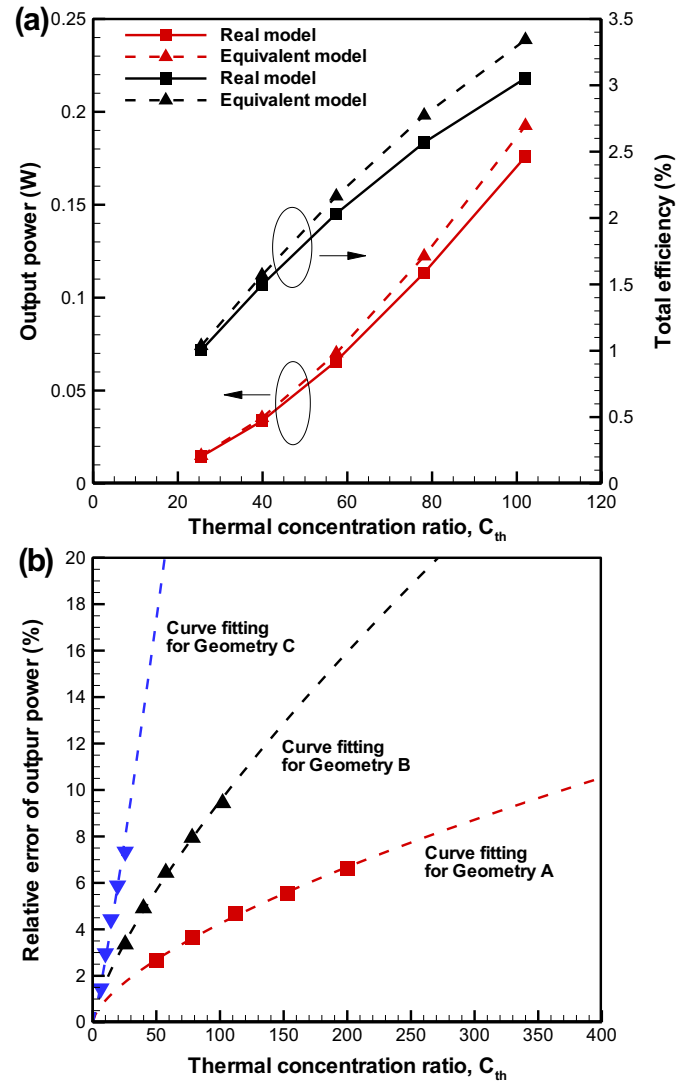 (a)
Real model
Equivalent model
Real model
Equivalent model
0.25
0.2
0.15
0.1
0.05
0
Output power (W)
3.5
3
2.5
2
1.5
1
0.5
0
Total efficiency (%)
0 20 40 60 80 100 120
Thermal concentration ratio, Cth
(b)
20
18
16
14
12
10
8
6
4
2
0
Relative error of outpur power (%)
Curve fitting
for Geometry C
Curve fitting
for Geometry B
Curve fitting
for Geometry A
0 50 100 150 200 250 300 350 400
Thermal concentration ratio, Cth